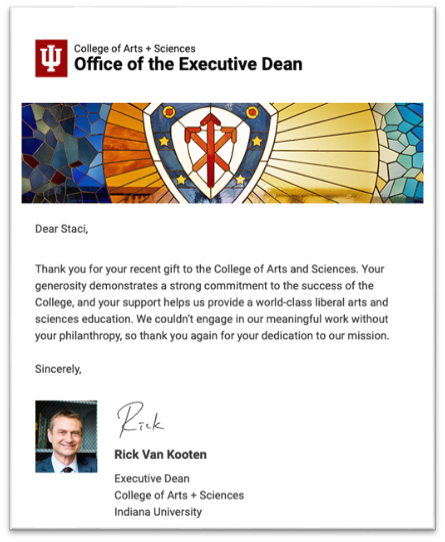 College of Arts + Sciences
Office of the Executive Dean
Dear Staci,
Thank you for your recent gift to the College of Arts and Sciences. Your
generosity demonstrates a strong commitment to the success of the
College, and your support helps us provide a world-class liberal arts and
sciences education. We couldn't engage in our meaningful work without
your philanthropy, so thank you again for your dedication to our mission.
Sincerely,
Rick
Rick Van Kooten
Executive Dean
College of Arts + Sciences
Indiana University